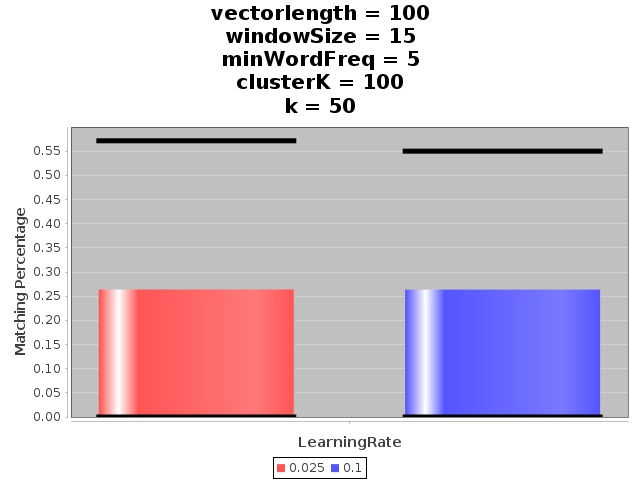 vectorlength = 100
windowSize = 15
minWordFreq = 5
clusterK = 100
k = 50
Matching Percentage
0.55
0.50
0.45
0.40
0.35
0.30
0.25
0.20
0.15
0.10
0.05
0.00
LearningRate
0.025 0.1